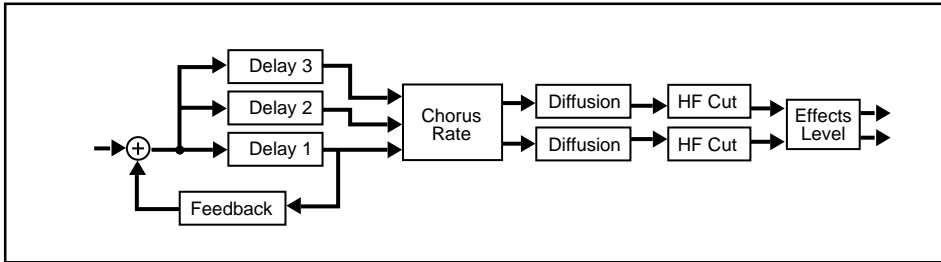 Delay 3
Delay 2
Delay 1
Feedback
Chorus
Rate
Diffusion
HF Cut
Diffusion
HF Cut
Effects
Level